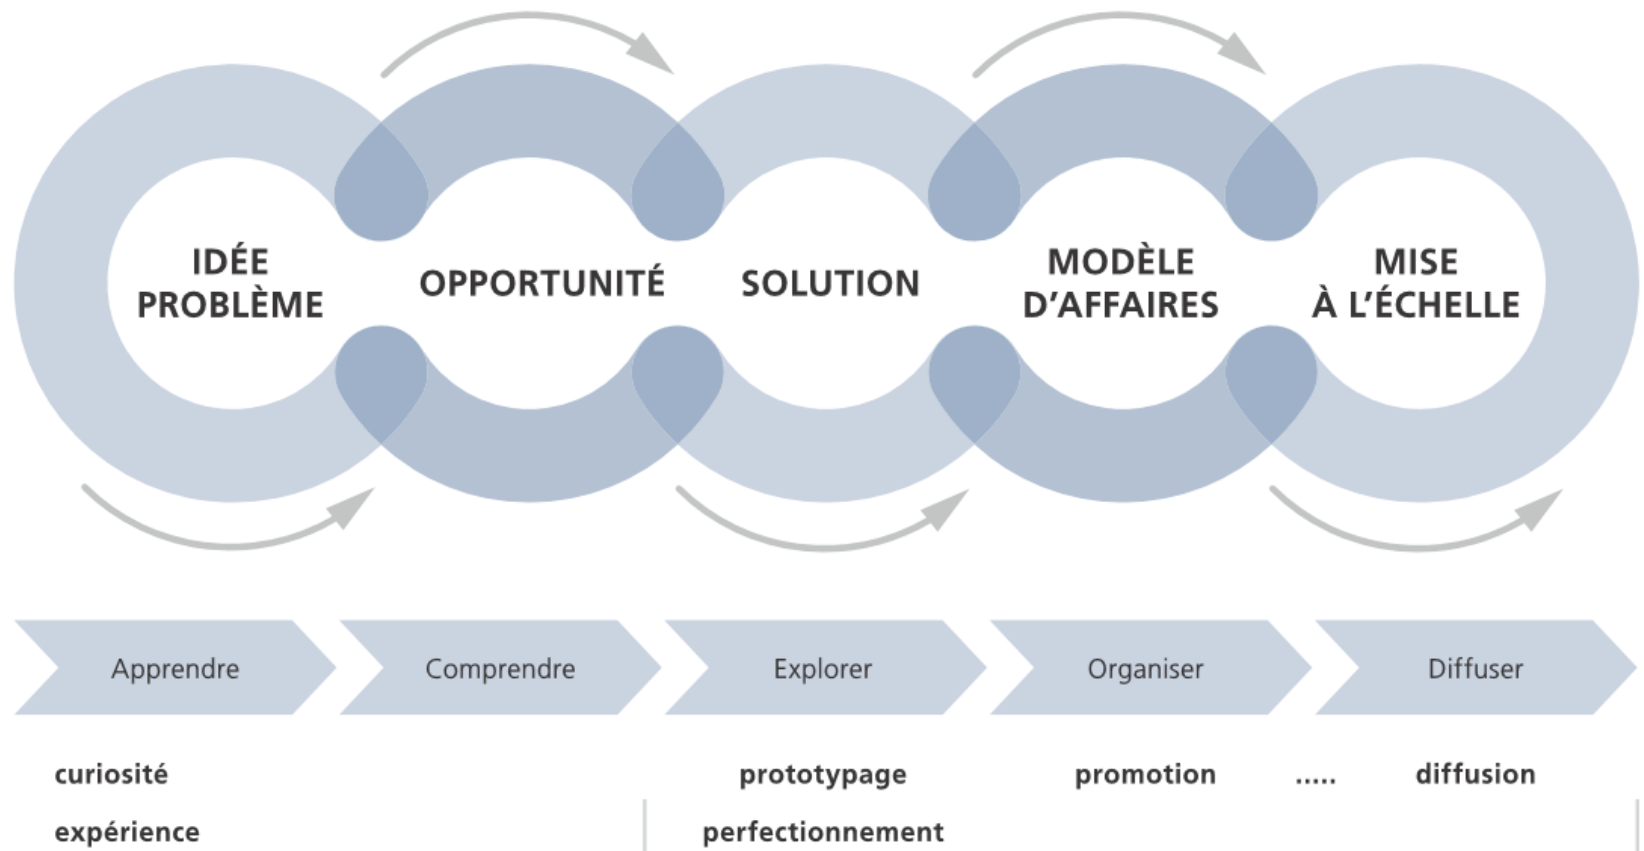 IDÉE
PROBLÈME
OPPORTUNITÉ
SOLUTION
MODÈLE
D’AFFAIRES
MISE
À L’ÉCHELLE
Apprendre
Comprendre
Explorer
Organiser
Diffuser
curiosité
prototypage
promotion
.....
diffusion
expérience
perfectionnement